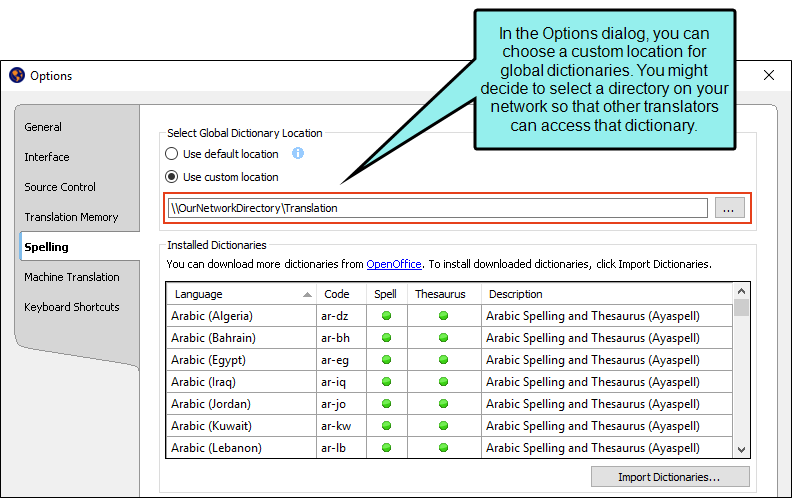 In the Options dialog, you can
choose a custom location for
global dictionaries. You might
decide to select a directory on your
network so that other translators
can access that dictionary.
Options
General
Interface
Source Control
Translation Memory
Spelling
Machine Translation
Keyboard Shortcuts
Select Global Dictionary Location
Use default location
Use custom location
\\OurNetworkDirectory\Translation
...
Installed Dictionaries
You can download more dictionaries from OpenOffice. To install downloaded dictionaries, click Import Dictionaries.
Language Code Spell Thesaurus Description
Arabic (Algeria) ar-dz Arabic Spelling and Thesaurus (Ayaspell)
Arabic (Bahrain) ar-bh Arabic Spelling and Thesaurus (Ayaspell)
Arabic (Egypt) ar-eg Arabic Spelling and Thesaurus (Ayaspell)
Arabic (Iraq) ar-iq Arabic Spelling and Thesaurus (Ayaspell)
Arabic (Jordan) ar-jo Arabic Spelling and Thesaurus (Ayaspell)
Arabic (Kuwait) ar-kw Arabic Spelling and Thesaurus (Ayaspell)
Arabic (Lebanon) ar-lb Arabic Spelling and Thesaurus (Ayaspell)
Import Dictionaries...